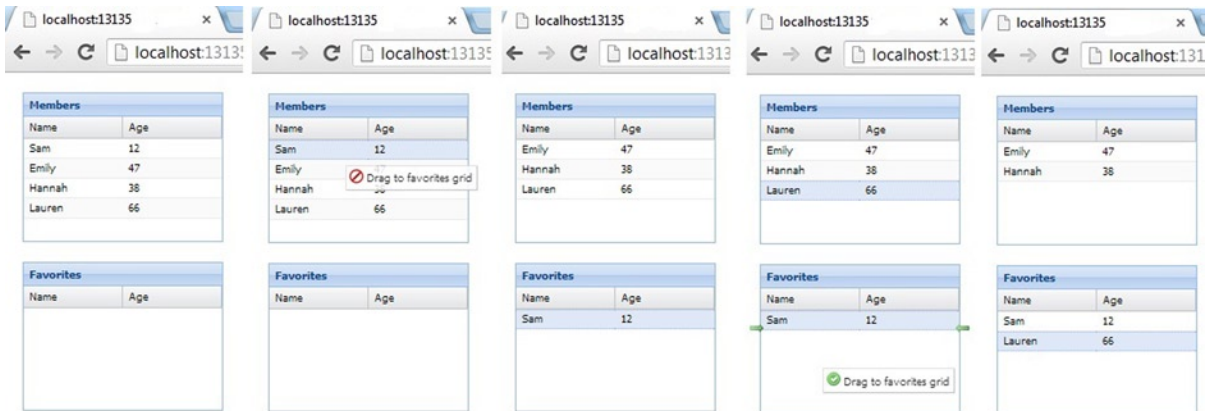 localhost:13135 ×
localhost:13135
Members
Name Age
Sam 12
Emily 47
Hannah 38
Lauren 66
Favorites
Name Age
localhost:13135 ×
localhost:13135
Members
Name Age
Sam 12
Emily
Drag to favorites grid
Hannah
Lauren 66
Favorites
Name Age
localhost:13135 ×
localhost:1313
Members
Name Age
Emily 47
Hannah 38
Lauren 66
Favorites
Name Age
Sam 12
localhost:13135 ×
localhost:1313
Members
Name Age
Emily 47
Hannah 38
Lauren 66
Favorites
Name Age
Sam 12
Drag to favorites grid
localhost:13135 ×
localhost:131
Members
Name Age
Emily 47
Hannah 38
Favorites
Name Age
Sam 12
Lauren 66